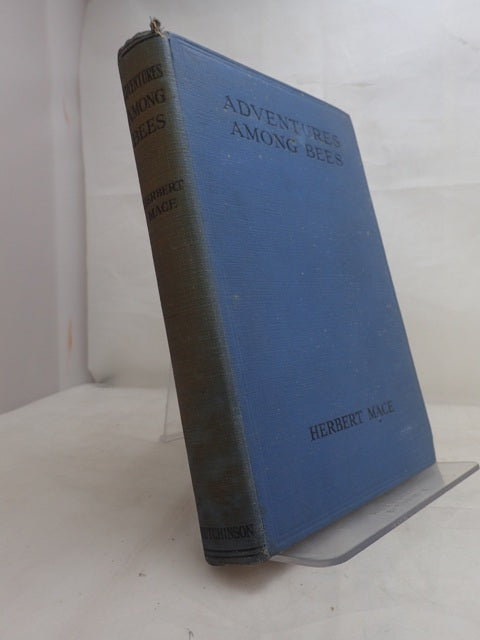 ADVENTURES
AMONG
BEES
HERBERT
MACE
HUTCHINSON
ADVENTURES
AMONG BEES
HERBERT MACE